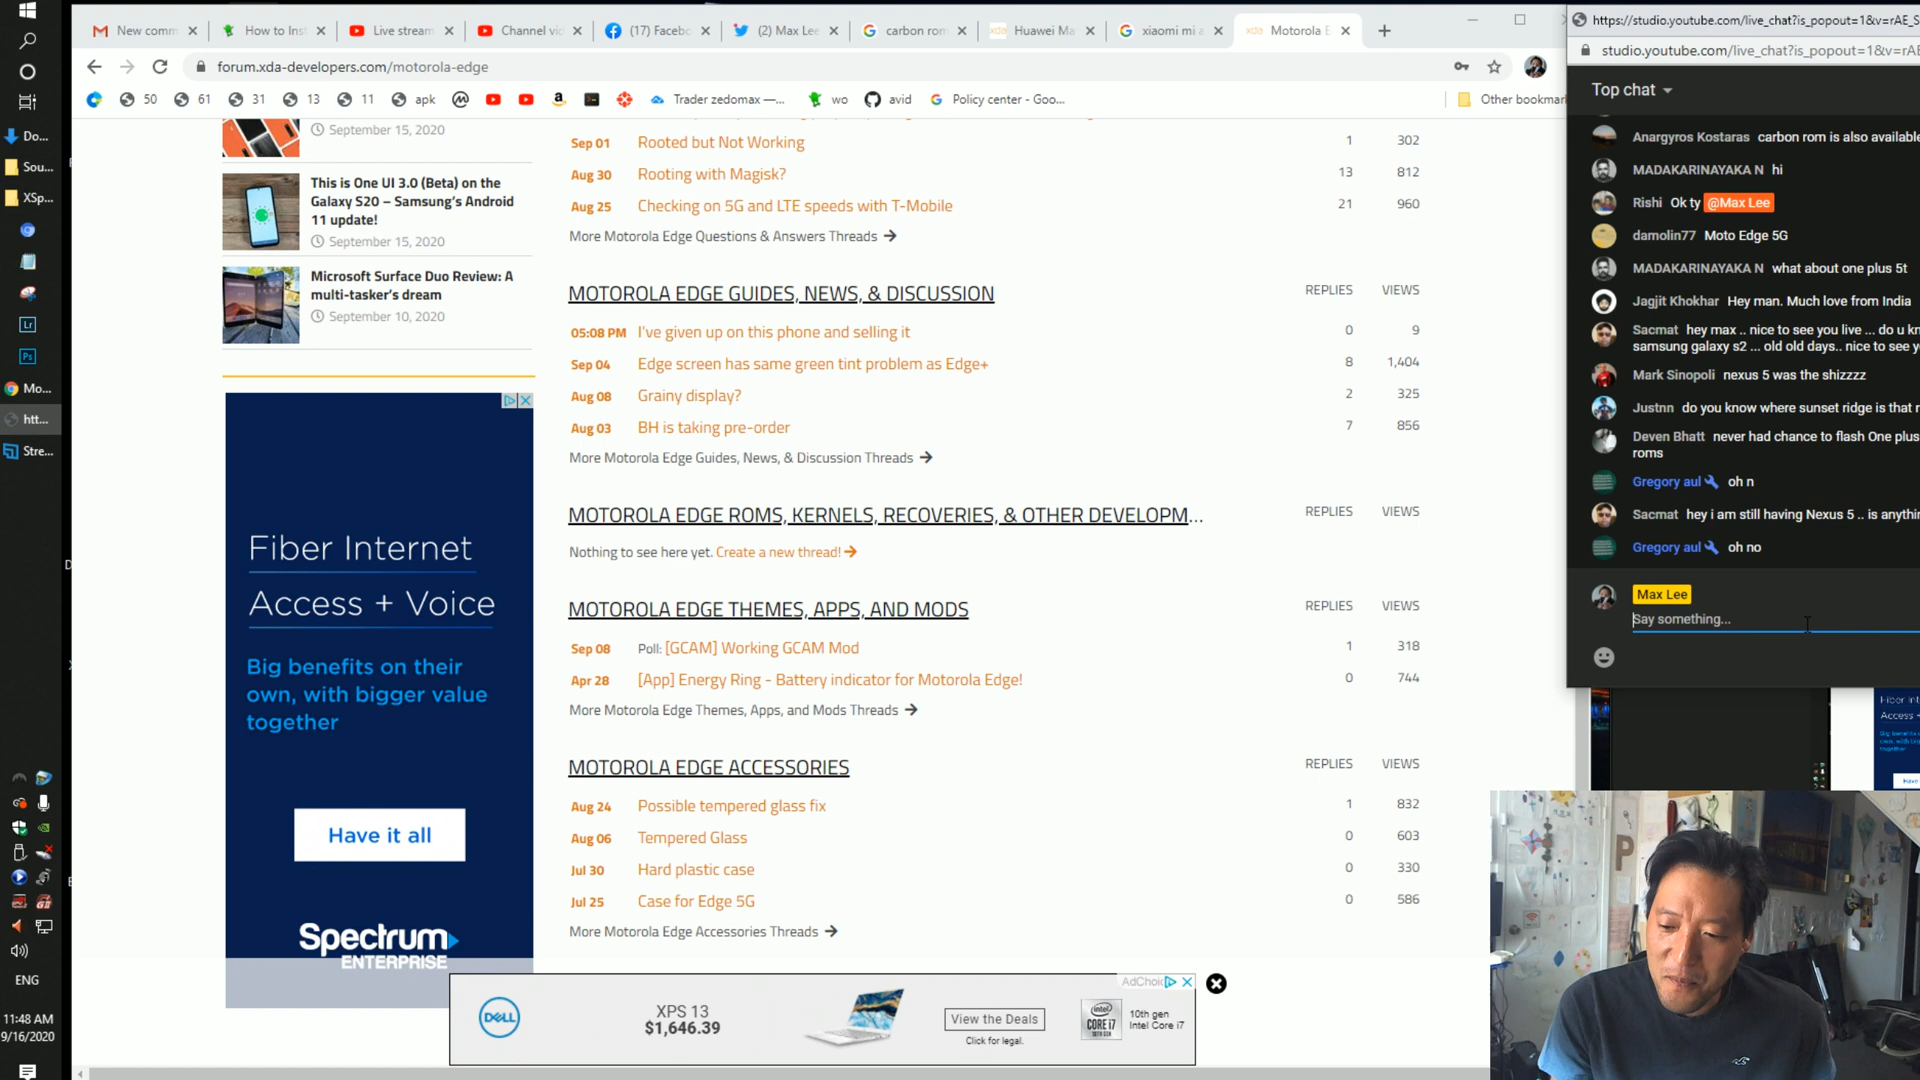 New comm
How to Inst
Live stream
Channel vid
(17) Facebo
(2) Max Lee
carbon rom
Huawei Ma
xiaomi mi a
Motorola E
forum.xda-developers.com/motorola-edge
50
61
31
13
11
apk
Trader zedomax —...
wo
avid
Policy center - Goo...
Other bookmar
Do...
Sou...
XSp...
Lr
Ps
Mo...
htt...
Stre...
ENG
11:48 AM
9/16/2020
September 15, 2020
This is One UI 3.0 (Beta) on the
Galaxy S20 – Samsung's Android
11 update!
September 15, 2020
Microsoft Surface Duo Review: A
multi-tasker's dream
September 10, 2020
Fiber Internet
Access + Voice
Big benefits on their
own, with bigger value
together
Have it all
Spectrum
ENTERPRISE
Sep 01 Rooted but Not Working 1 302
Aug 30 Rooting with Magisk? 13 812
Aug 25 Checking on 5G and LTE speeds with T-Mobile 21 960
More Motorola Edge Questions & Answers Threads
MOTOROLA EDGE GUIDES, NEWS, & DISCUSSION REPLIES VIEWS
05:08 PM I've given up on this phone and selling it 0 9
Sep 04 Edge screen has same green tint problem as Edge+ 8 1,404
Aug 08 Grainy display? 2 325
Aug 03 BH is taking pre-order 7 856
More Motorola Edge Guides, News, & Discussion Threads
MOTOROLA EDGE ROMS, KERNELS, RECOVERIES, & OTHER DEVELOPM... REPLIES VIEWS
Nothing to see here yet. Create a new thread!
MOTOROLA EDGE THEMES, APPS, AND MODS REPLIES VIEWS
Sep 08 Poll: [GCAM] Working GCAM Mod 1 318
Apr 28 [App] Energy Ring - Battery indicator for Motorola Edge! 0 744
More Motorola Edge Themes, Apps, and Mods Threads
MOTOROLA EDGE ACCESSORIES REPLIES VIEWS
Aug 24 Possible tempered glass fix 1 832
Aug 06 Tempered Glass 0 603
Jul 30 Hard plastic case 0 330
Jul 25 Case for Edge 5G 0 586
More Motorola Edge Accessories Threads
AdChoic
DELL
XPS 13
$1,646.39
View the Deals
Click for legal.
intel
CORE i7
10th gen
Intel Core i7
https://studio.youtube.com/live_chat?is_popout=1&v=rAE_S
studio.youtube.com/live_chat?is_popout=1&v=rAE
Top chat
Anargyros Kostaras carbon rom is also available
MADAKARINAYAKA N hi
Rishi Ok ty @Max Lee
damolin77 Moto Edge 5G
MADAKARINAYAKA N what about one plus 5t
Jagjit Khokhar Hey man. Much love from India
Sacmat hey max .. nice to see you live ... do u kn
samsung galaxy s2 ... old old days.. nice to see y
Mark Sinopoli nexus 5 was the shizzzz
Justnn do you know where sunset ridge is that r
Deven Bhatt never had chance to flash One plus
roms
Gregory aul oh n
Sacmat hey i am still having Nexus 5 .. is anythin
Gregory aul oh no
Max Lee
Say something...
Fiber Int
Access +